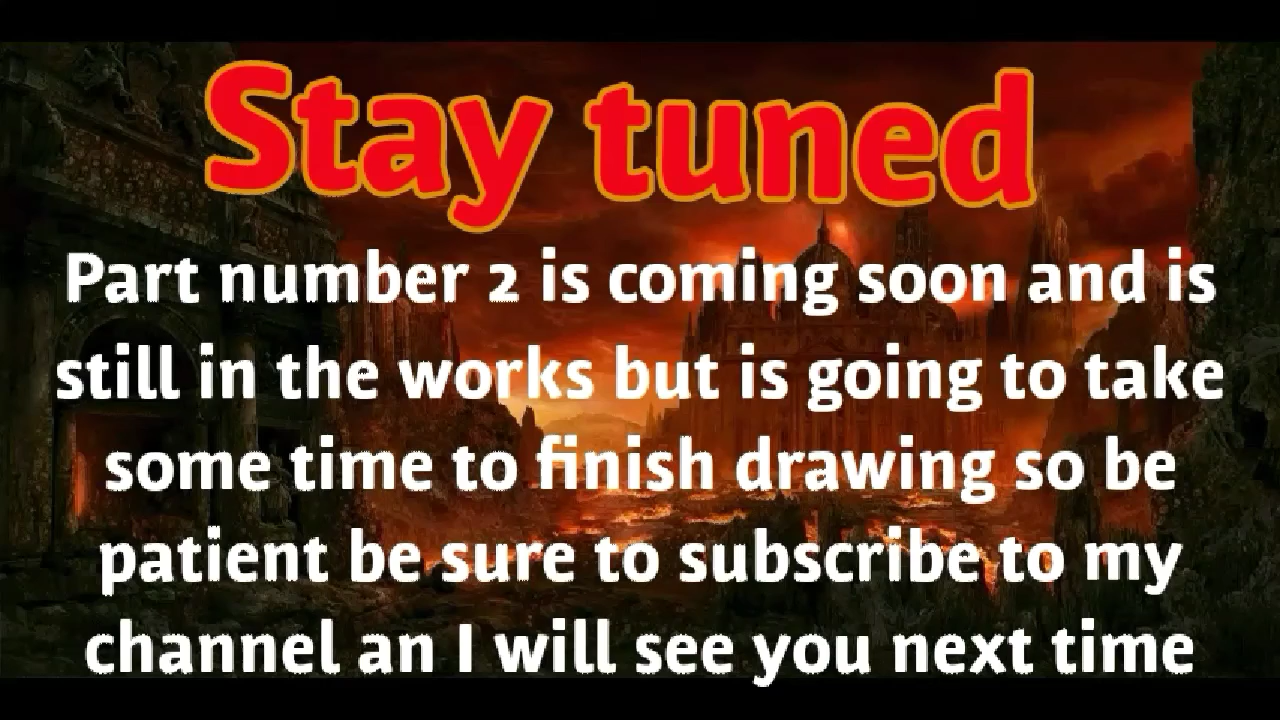 Stay tuned
Part number 2 is coming soon and is
still in the works but is going to take
some time to finish drawing so be
patient be sure to subscribe to my
channel an I will see you next time